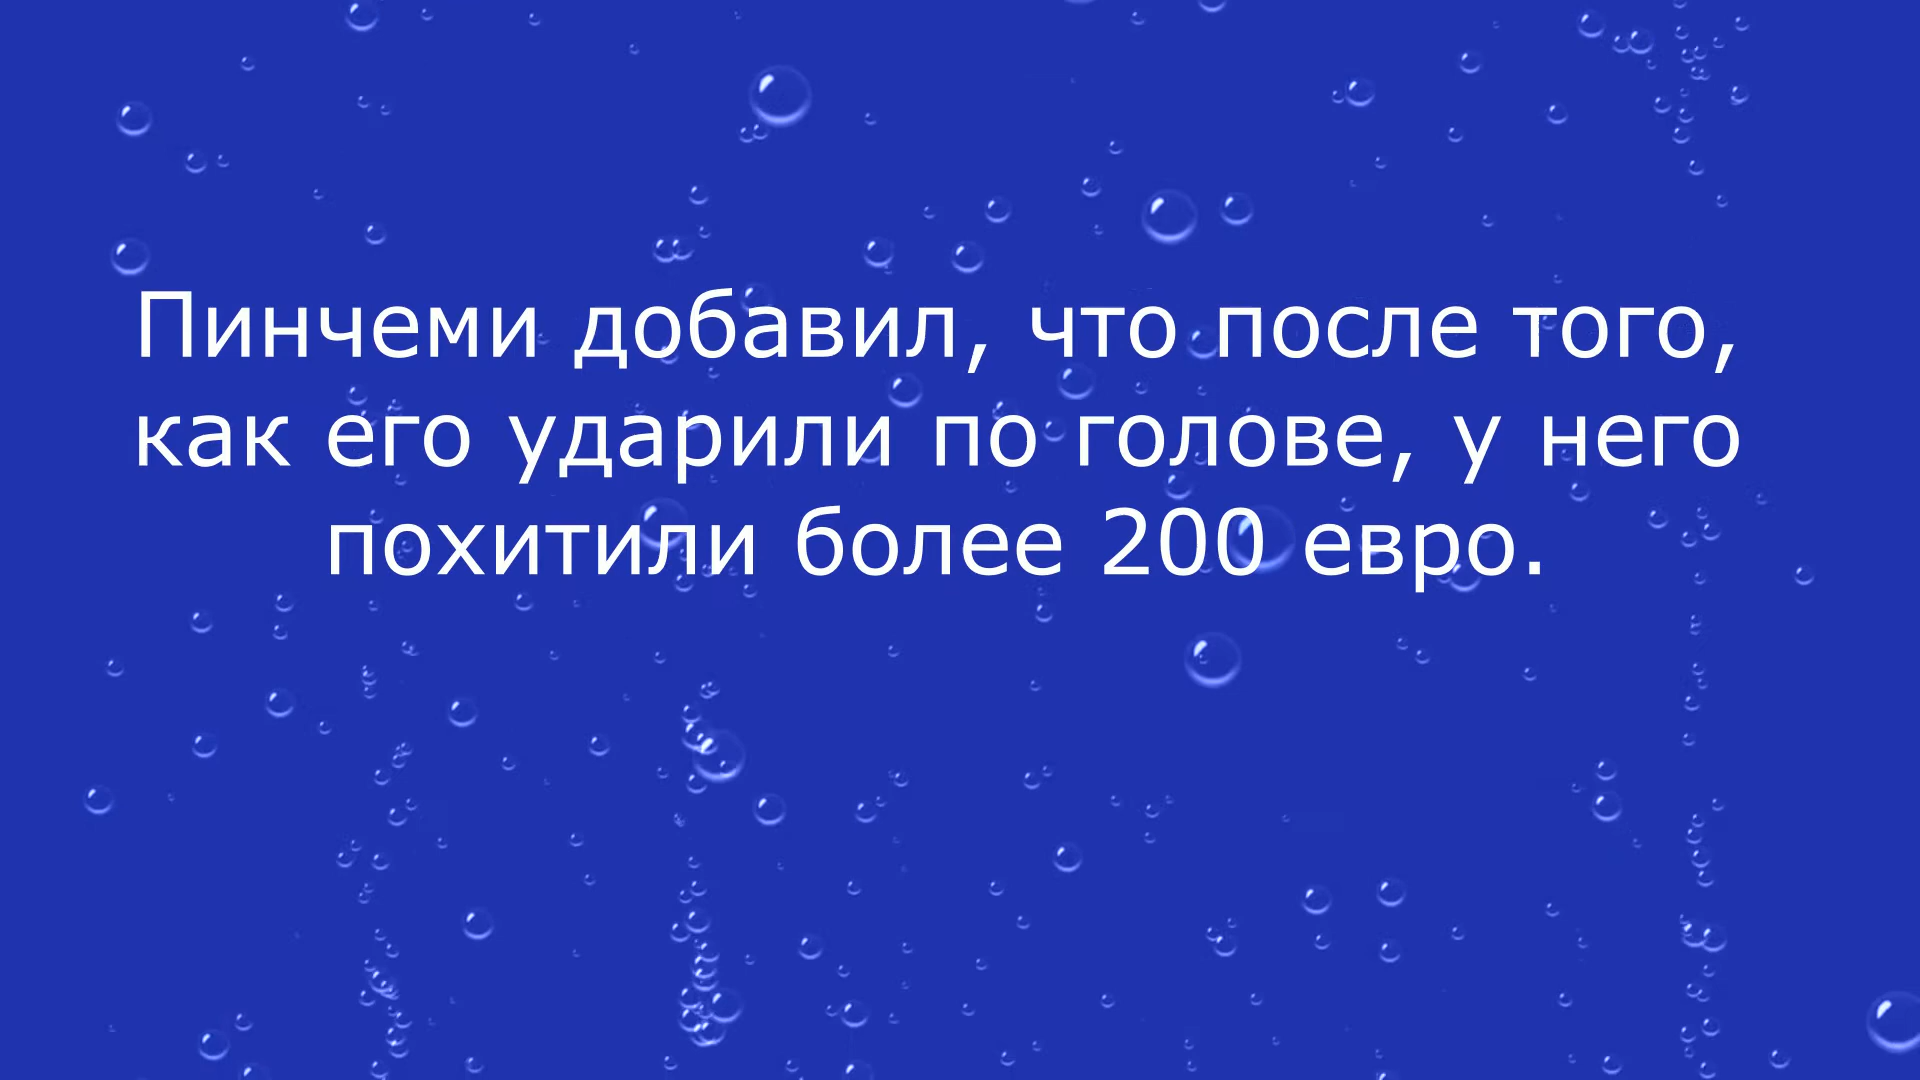 Пинчеми добавил, что после того,
как его ударили по голове, у него
похитили более 200 евро.